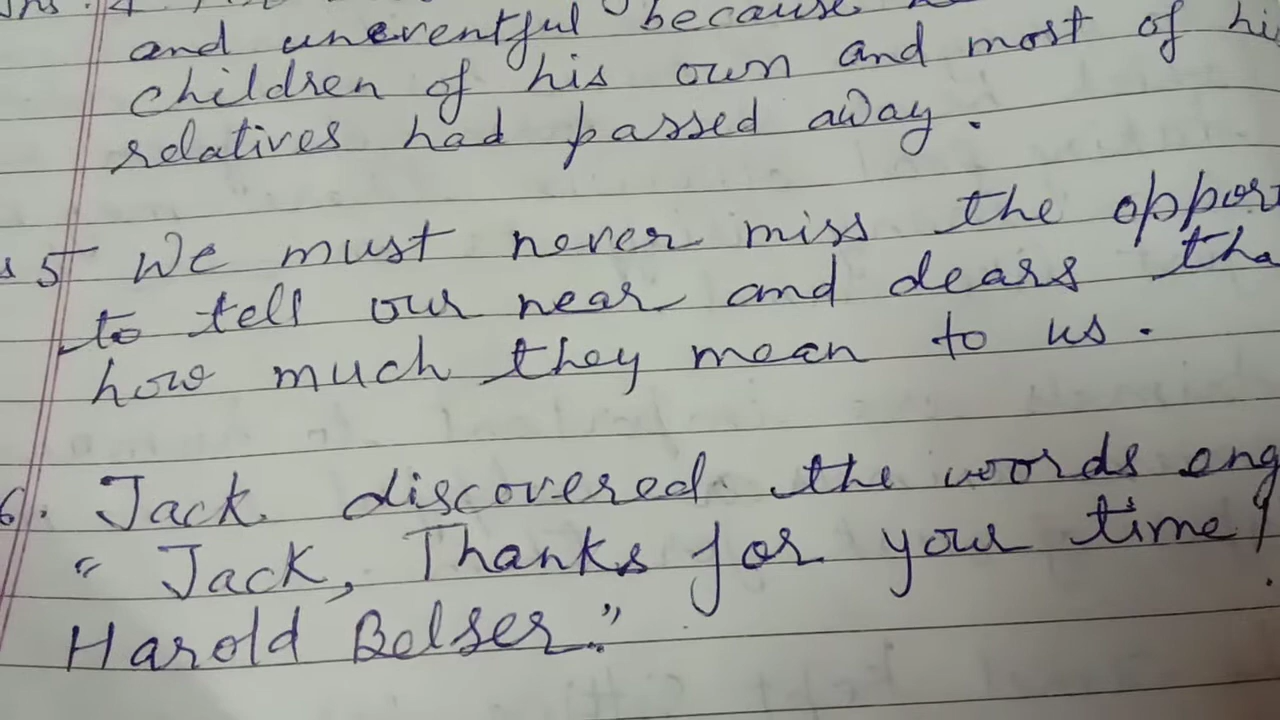 and uneventful because
children of his own and most of hi
relatives had passed away.
5 We must never miss the oppor
to tell our near and dears tha
how much they mean to us.
6. Jack discovered the words eng
"Jack, Thanks for your time!
Harold Belser."